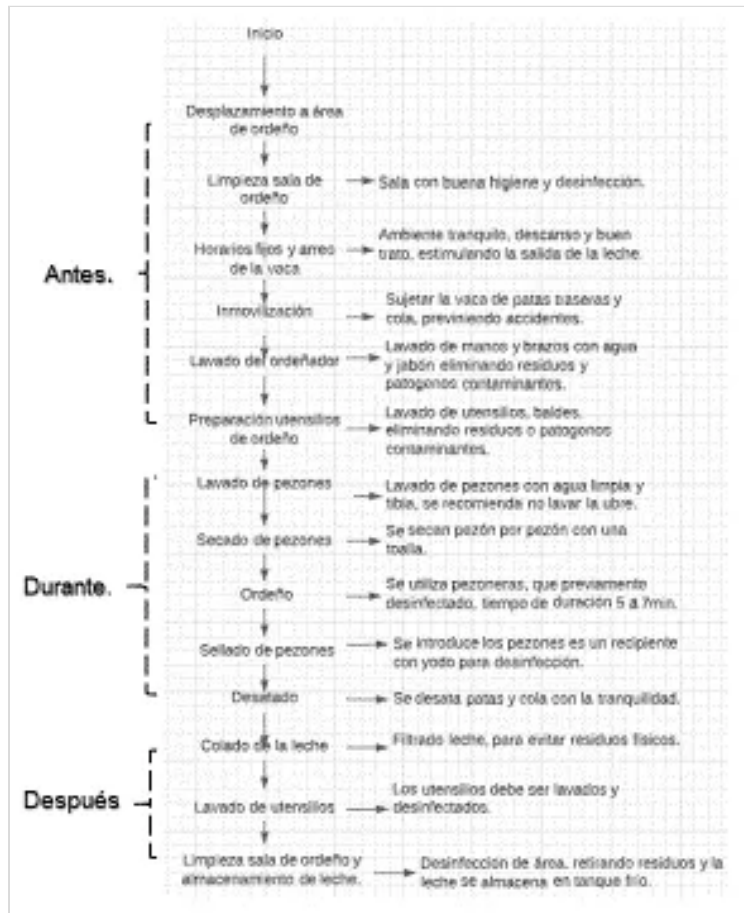 Inicio
Desplazamiento a área
de ordeño
Limpieza sala de
ordeño
Sala con buena higiene y desinfección.
Antes.
Horarios fijos y arreo
de la vaca
Ambiente tranquilo, descanso y buen
trato, estimulando la salida de la leche.
Inmovilización
Sujetar la vaca de patas traseras y
cola, previniendo accidentes.
Lavado del ordeñador
Lavado de manos y brazos con agua
y jabón eliminando residuos y
patogonos contaminantes.
Preparación utensilios
de ordeño
Lavado de utensilios, baldes,
eliminando residuos o patogonos
contaminantes.
Durante.
Lavado de pezones
Lavado de pezones con agua limpia y
tibia, se recomienda no lavar la ubre.
Secado de pezones
Se secan pezón por pezón con una
toalla.
Ordeño
Se utiliza pezoneras, que previamento
desinfectado, tiempo de duración 5 a 7min.
Sellado de pezones
Se introduce los pezones es un recipiente
con yodo para desinfección.
Desatado
Se desata patas y cola con la tranquilidad.
Después
Colado de la leche
Filtrado leche, para evitar residuos físicos.
Lavado de utensilios
Los utensilios debe ser lavados y
desinfectados.
Limpieza sala de ordeño y
almacenamiento de leche.
Desinfección de área, retirando residuos y la
leche se almacena en tanque frío.